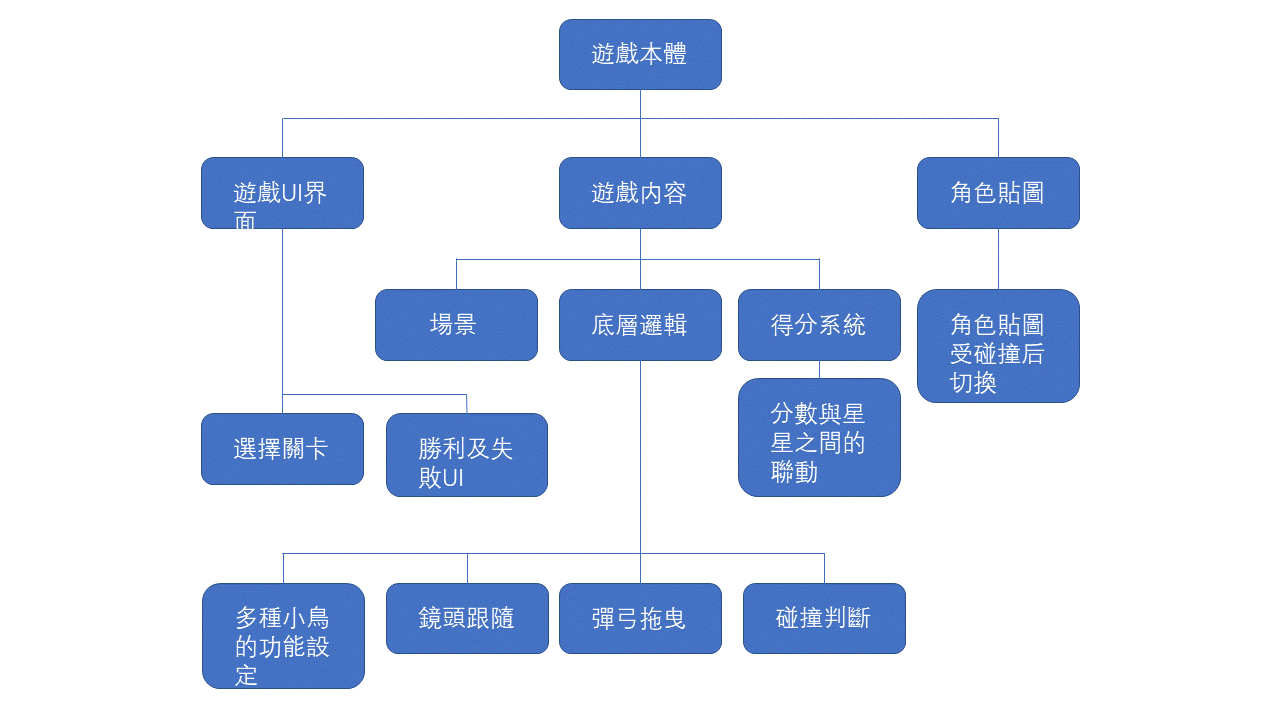 遊戲本體
遊戲UI界
面
遊戲内容
角色貼圖
場景
底層邏輯
得分系統
角色貼圖
受碰撞后
切換
分數與星
星之間的
聯動
選擇關卡
勝利及失
敗UI
多種小鳥
的功能設
定
鏡頭跟隨
彈弓拖曳
碰撞判斷